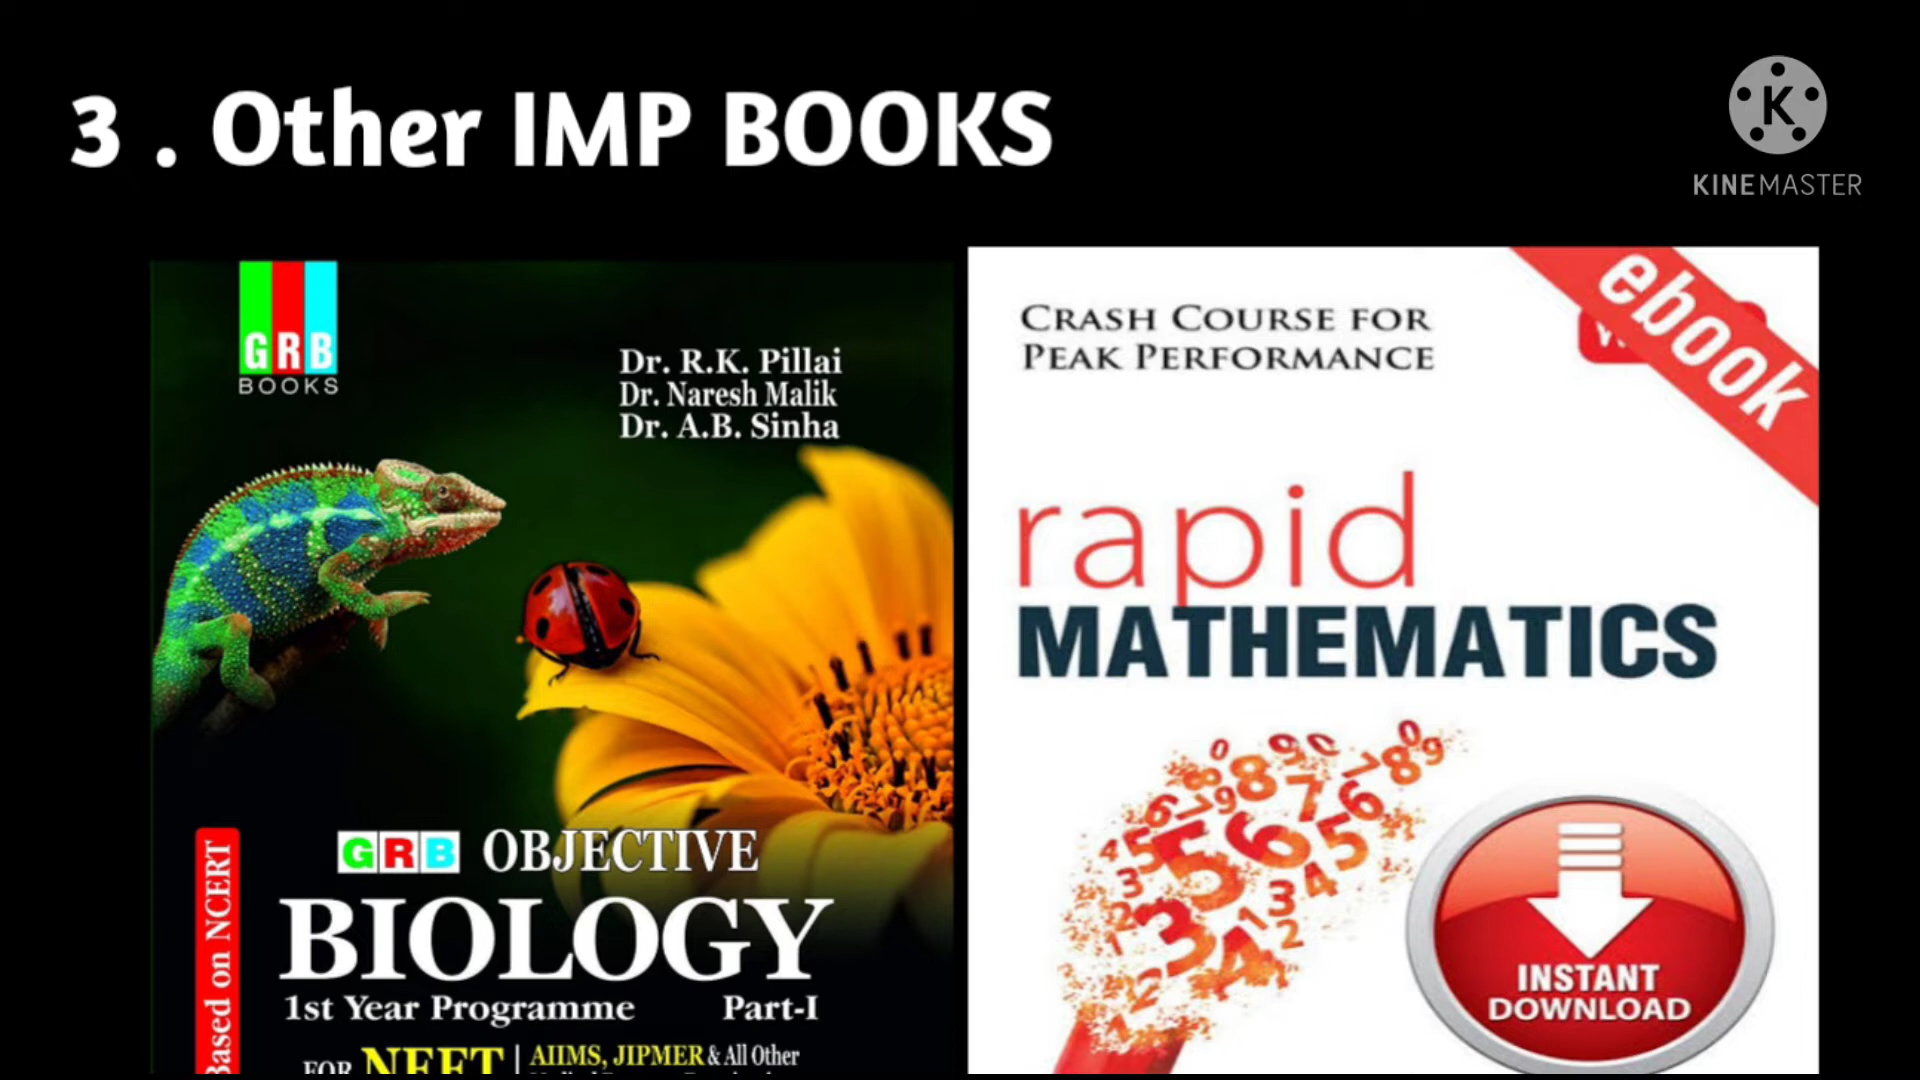 3 . Other IMP BOOKS
K
KINEMASTER
GRB
BOOKS
Dr. R.K. Pillai
Dr. Naresh Malik
Dr. A.B. Sinha
Based on NCERT
GRB OBJECTIVE
BIOLOGY
1st Year Programme Part-I
FOR NEET | AIIMS, JIPMER & All Other
CRASH COURSE FOR
PEAK PERFORMANCE
ebook
rapid
MATHEMATICS
INSTANT
DOWNLOAD